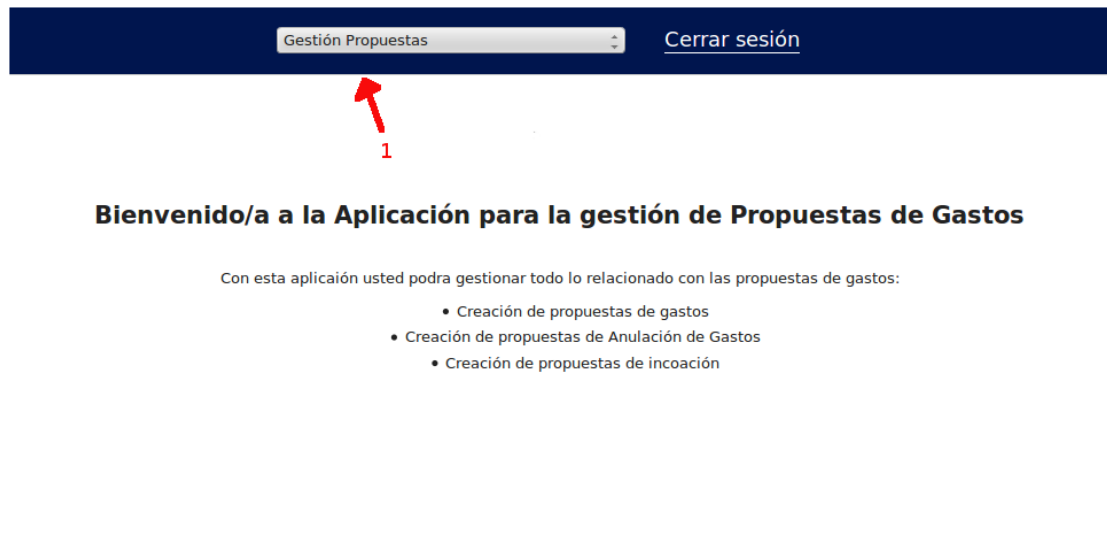 Gestión Propuestas Cerrar sesión
1
Bienvenido/a a la Aplicación para la gestión de Propuestas de Gastos
Con esta aplicaión usted podra gestionar todo lo relacionado con las propuestas de gastos:
• Creación de propuestas de gastos
• Creación de propuestas de Anulación de Gastos
• Creación de propuestas de incoación